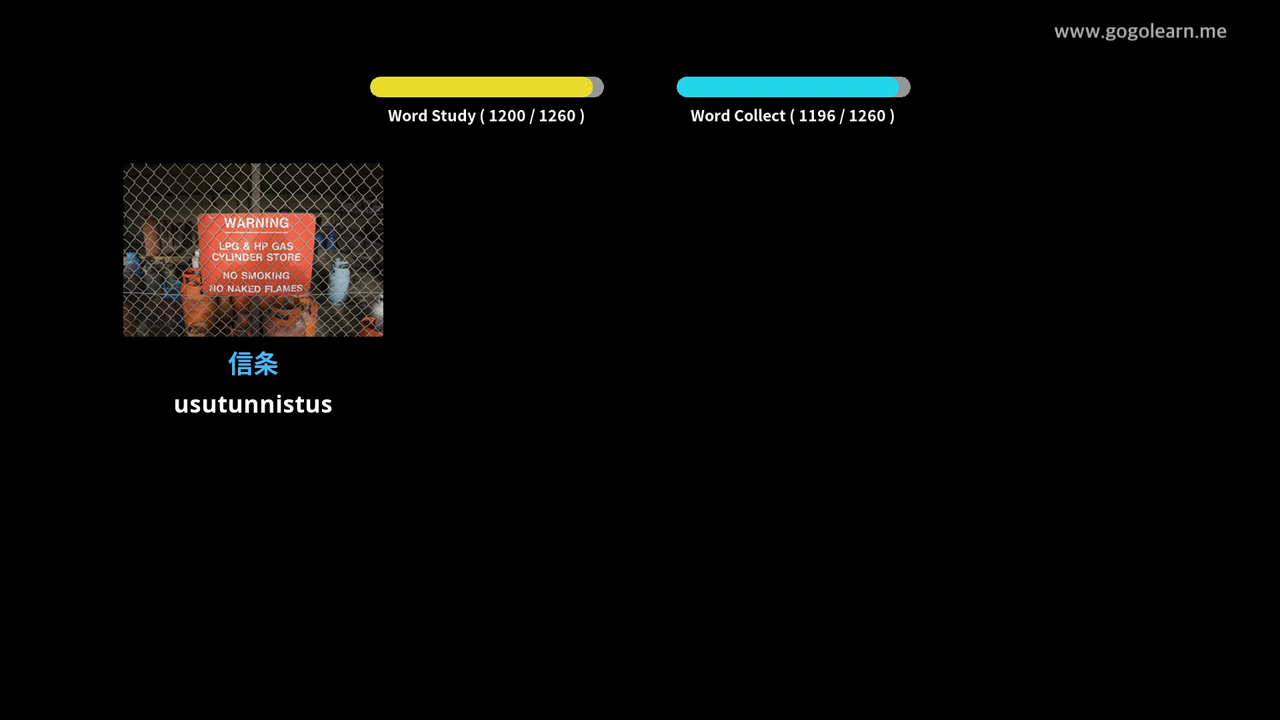 www.gogolearn.me
Word Study ( 1200 / 1260 )
Word Collect ( 1196 / 1260 )
WARNING
LPG & HP GAS
CYLINDER STORE
NO SMOKING
NO NAKED FLAMES
信条
usutunnistus